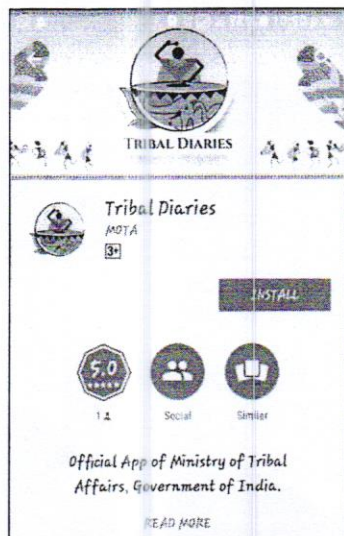 TRIBAL DIARIES
Tribal Diaries
MOTA
3+
INSTALL
5.0
1
Social
Similar
Official App of Ministry of Tribal
Affairs, Government of India.
READ MORE